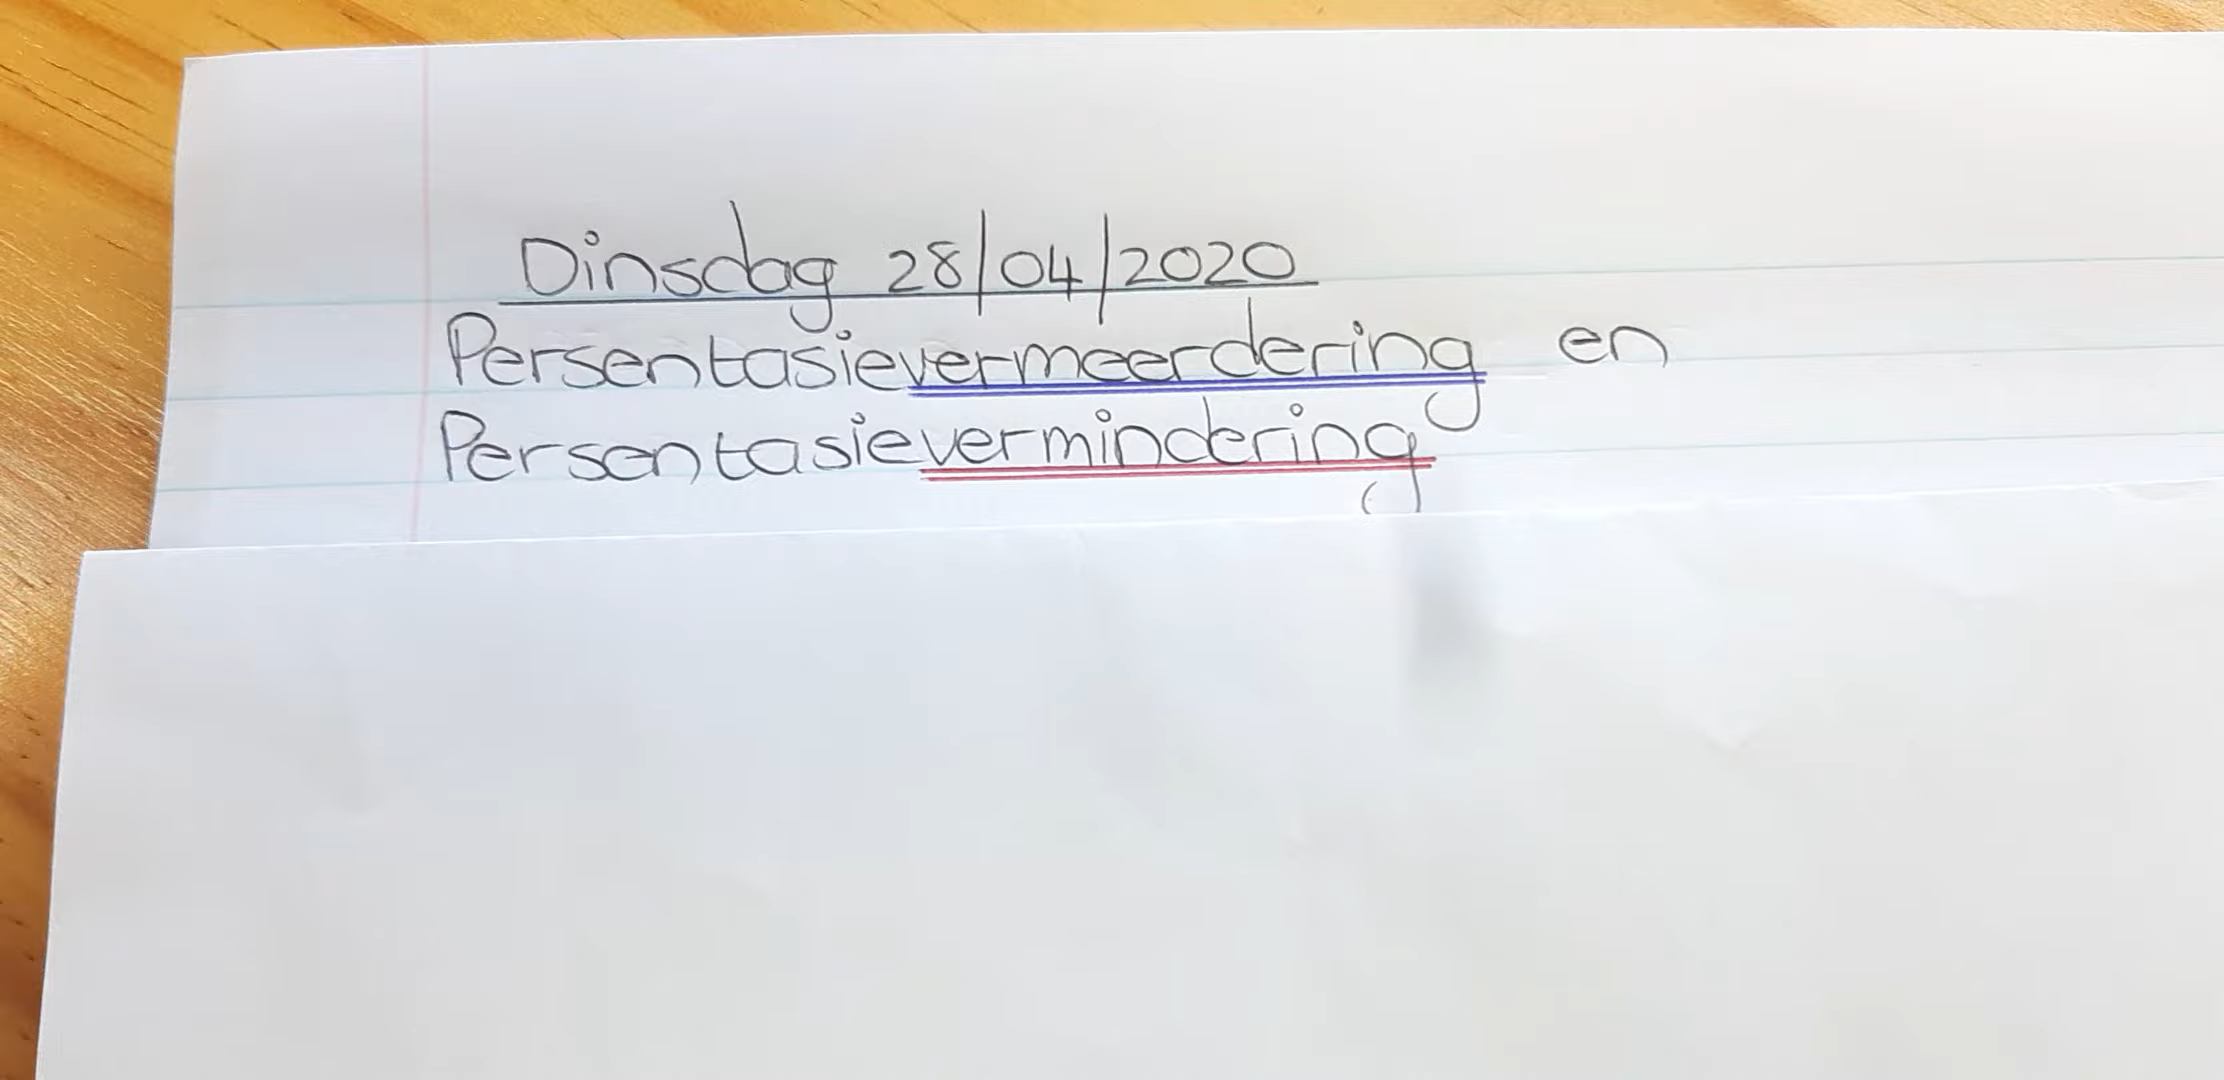 Dinsdag 28/04/2020
Persentasievermeerdering en
Persentasievermindering